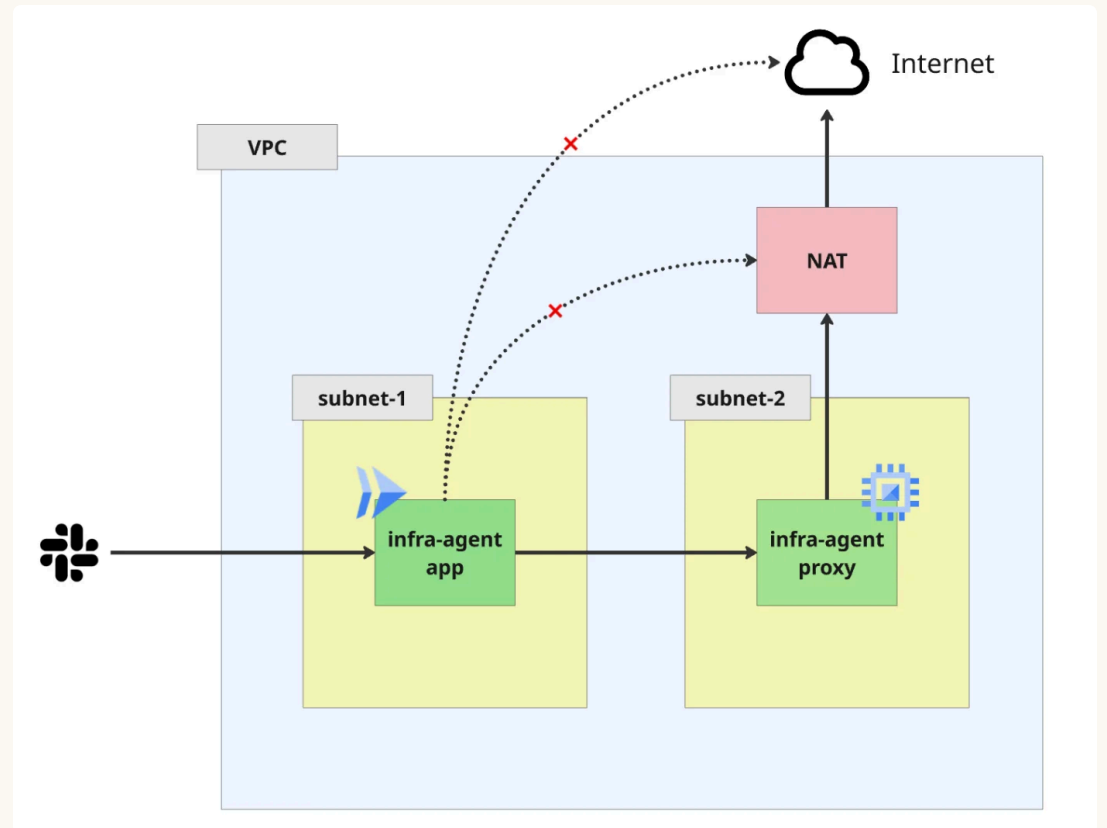 Internet
VPC
NAT
subnet-1
subnet-2
infra-agent
app
infra-agent
proxy